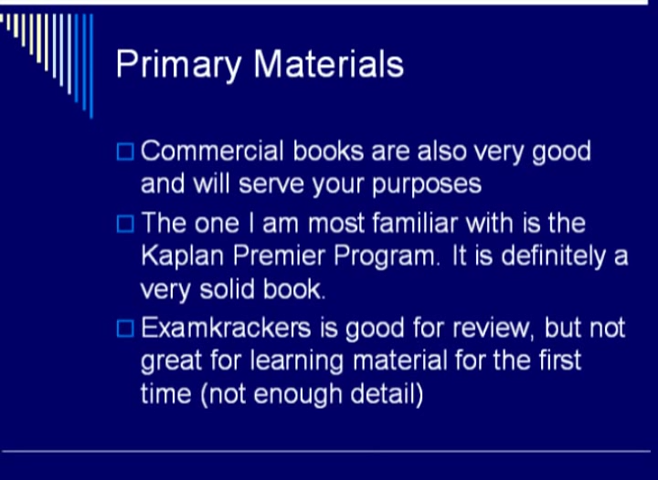 Primary Materials
Commercial books are also very good
and will serve your purposes
The one I am most familiar with is the
Kaplan Premier Program. It is definitely a
very solid book.
Examkrackers is good for review, but not
great for learning material for the first
time (not enough detail)